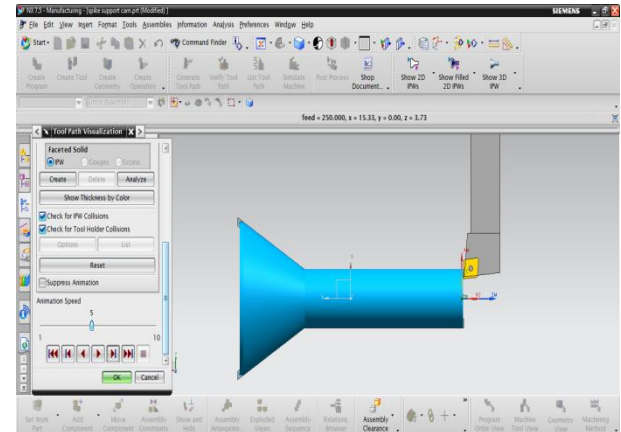 NX 7.5 - Manufacturing - [spike support cam.prt (Modified) ]
SIEMENS
File Edit View Insert Format Tools Assemblies Information Analysis Preferences Window Help
Start Command Finder
Create Program Create Tool Create Geometry Create Operation Generate Tool Path Verify Tool Path List Tool Path Simulate Machine Post Process Shop Document... Show 2D IPWs Show Filled 2D IPWs Show 3D IPW
Entire Assembly
feed = 250.000, x = 15.33, y = 0.00, z = 3.73
Tool Path Visualization
Faceted Solid
IPW Gouges Excess
Create Delete Analyze
Show Thickness by Color
Check for IPW Collisions
Check for Tool Holder Collisions
Options List
Reset
Suppress Animation
Animation Speed
5
1 10
OK Cancel
Set Work Part Add Component Move Component Assembly Constraints Show and Hide Assembly Arrangeme... Exploded Views Assembly Sequence Relations Browser Assembly Clearance Program Order View Machine Tool View Geometry View Machining Method